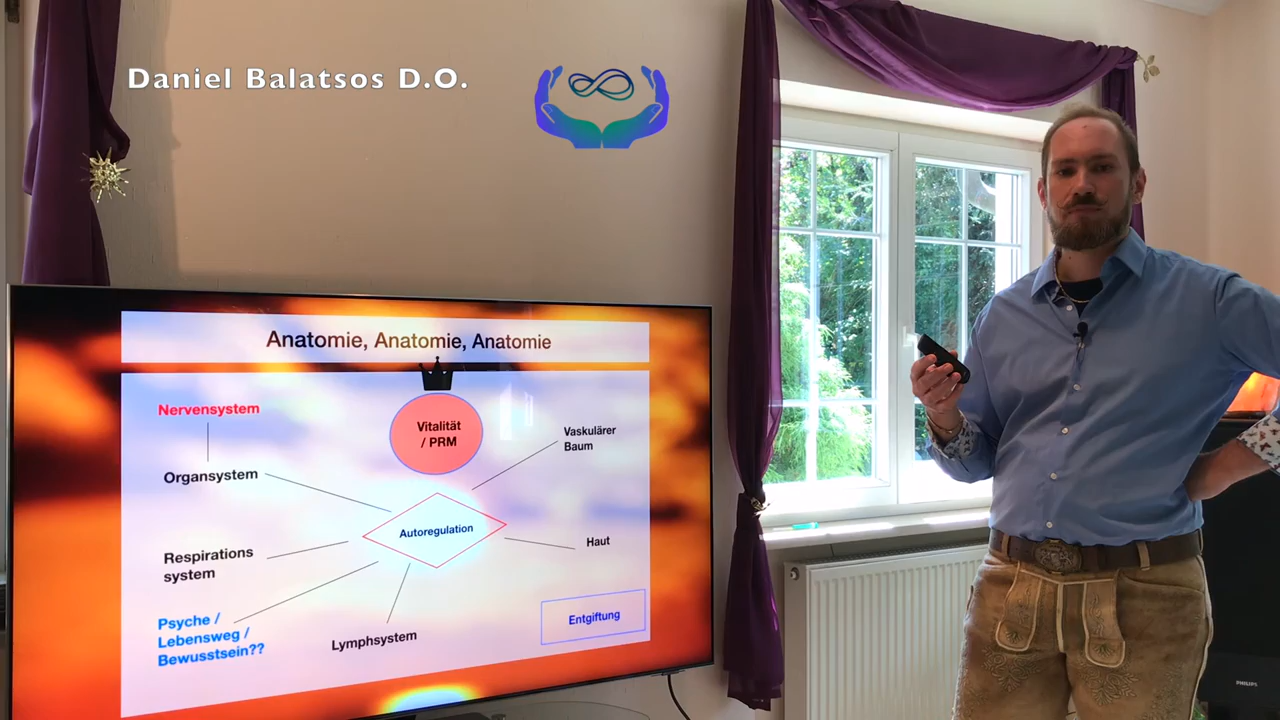 Daniel Balatsos D.O.
Anatomie, Anatomie, Anatomie
Nervensystem
Vitalität
/ PRM
Vaskulärer
Baum
Organsystem
Autoregulation
Haut
Respirations
system
Psyche /
Lebensweg /
Bewusstsein??
Lymphsystem
Entgiftung
PHILIPS